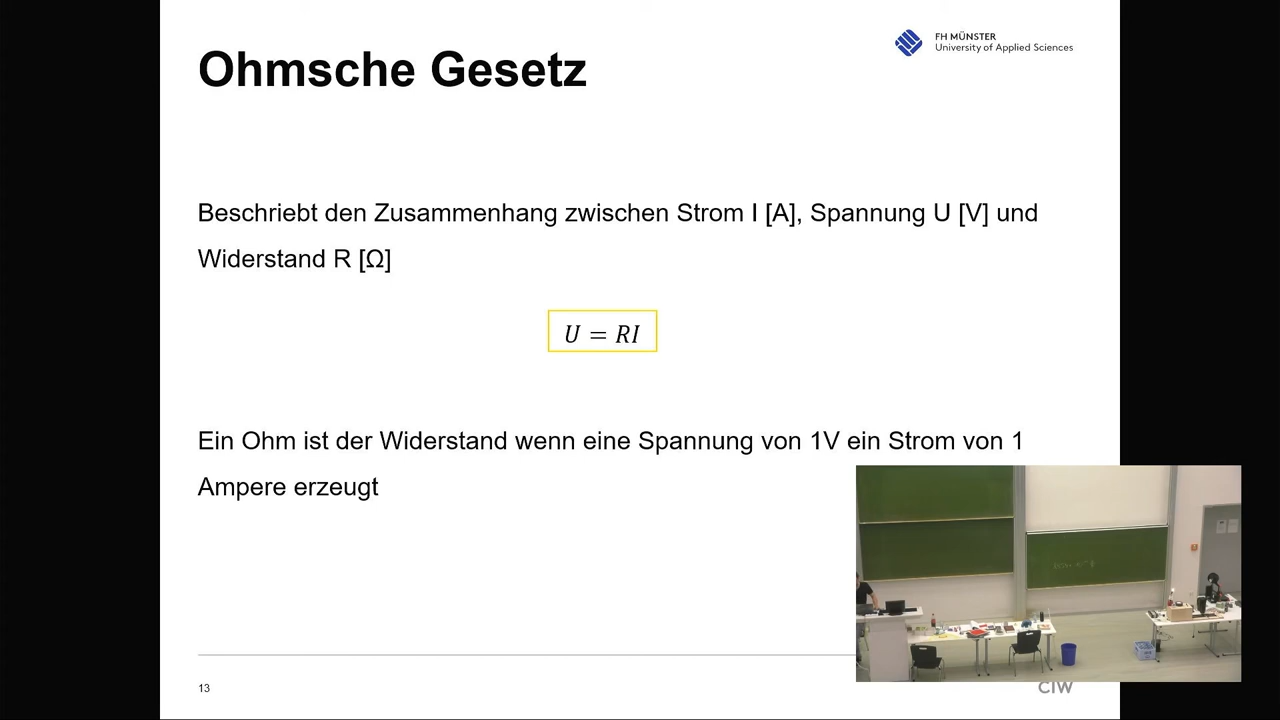 FH MÜNSTER
University of Applied Sciences
Ohmsche Gesetz
Beschriebt den Zusammenhang zwischen Strom I [A], Spannung U [V] und
Widerstand R [Ω]
U = RI
Ein Ohm ist der Widerstand wenn eine Spannung von 1V ein Strom von 1
Ampere erzeugt
13
CIW